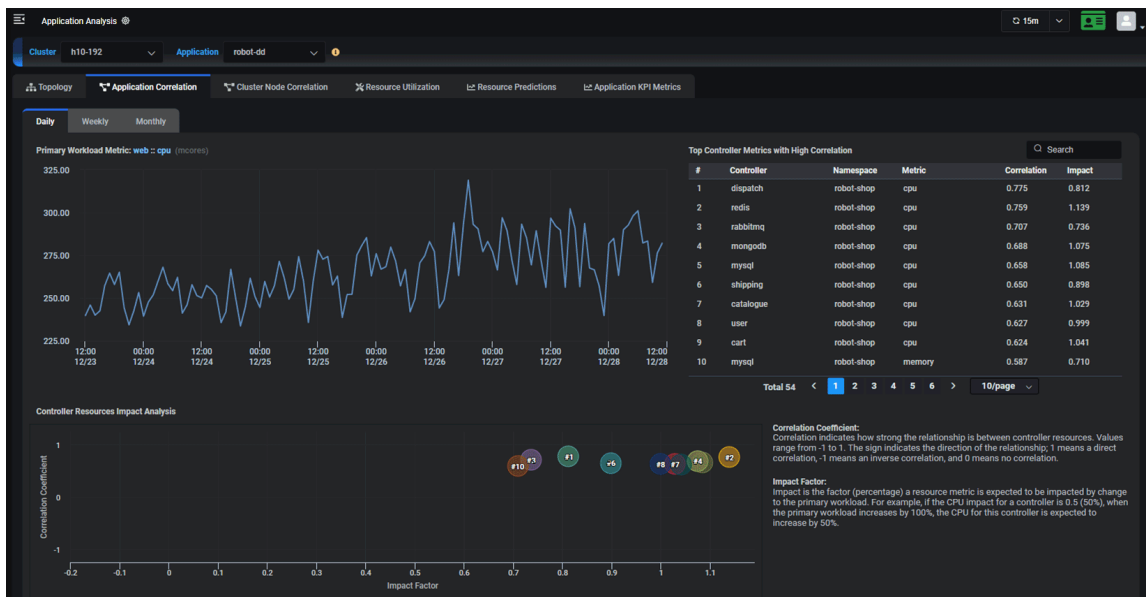 Application Analysis
15m
Cluster h10-192 Application robot-dd
Topology Application Correlation Cluster Node Correlation Resource Utilization Resource Predictions Application KPI Metrics
Daily Weekly Monthly
Primary Workload Metric: web :: cpu (mcores)
325.00
300.00
275.00
250.00
225.00
12:00 00:00 12:00 00:00 12:00 00:00 12:00 00:00 12:00 00:00 12:00
12/23 12/24 12/24 12/25 12/25 12/26 12/26 12/27 12/27 12/28 12/28
Top Controller Metrics with High Correlation
Search
# Controller Namespace Metric Correlation Impact
1 dispatch robot-shop cpu 0.775 0.812
2 redis robot-shop cpu 0.759 1.139
3 rabbitmq robot-shop cpu 0.707 0.736
4 mongodb robot-shop cpu 0.688 1.075
5 mysql robot-shop cpu 0.658 1.085
6 shipping robot-shop cpu 0.650 0.898
7 catalogue robot-shop cpu 0.631 1.029
8 user robot-shop cpu 0.627 0.999
9 cart robot-shop cpu 0.624 1.041
10 mysql robot-shop memory 0.587 0.710
Total 54 < 1 2 3 4 5 6 > 10/page
Controller Resources Impact Analysis
Correlation Coefficient
1
0
-1
#10 #3 #1 #6 #8 #7 #4 #2
-0.2 -0.1 0 0.1 0.2 0.3 0.4 0.5 0.6 0.7 0.8 0.9 1 1.1
Impact Factor
Correlation Coefficient:
Correlation indicates how strong the relationship is between controller resources. Values
range from -1 to 1. The sign indicates the direction of the relationship; 1 means a direct
correlation, -1 means an inverse correlation, and 0 means no correlation.
Impact Factor:
Impact is the factor (percentage) a resource metric is expected to be impacted by change
to the primary workload. For example, if the CPU impact for a controller is 0.5 (50%), when
the primary workload increases by 100%, the CPU for this controller is expected to
increase by 50%.